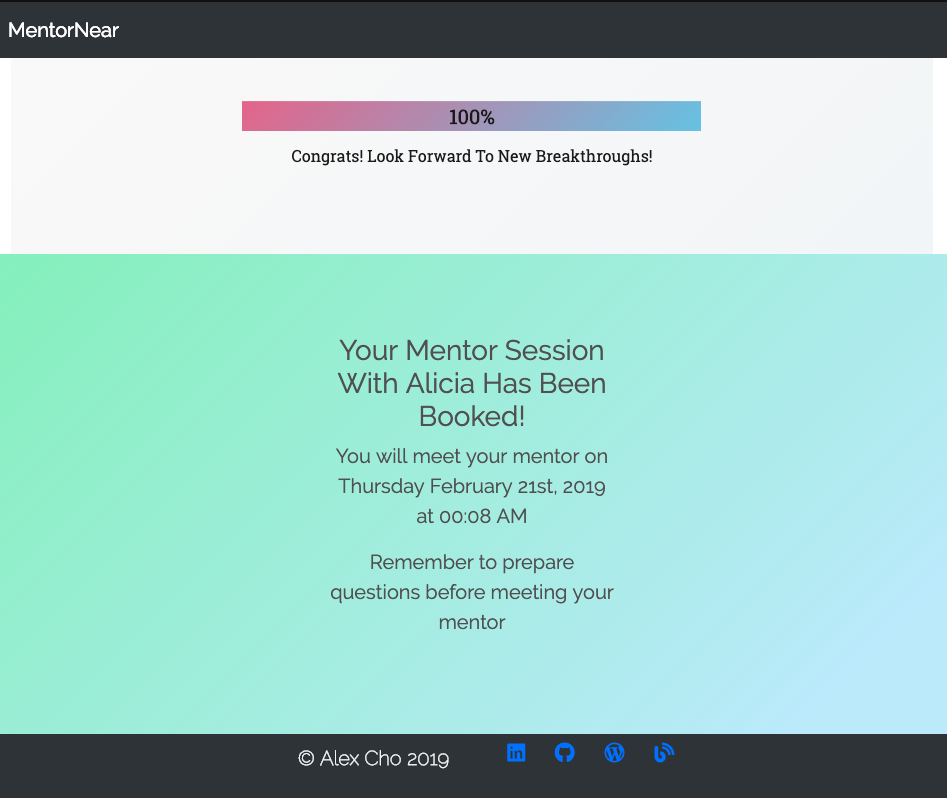 MentorNear
100%
Congrats! Look Forward To New Breakthroughs!
Your Mentor Session
With Alicia Has Been
Booked!
You will meet your mentor on
Thursday February 21st, 2019
at 00:08 AM
Remember to prepare
questions before meeting your
mentor
© Alex Cho 2019